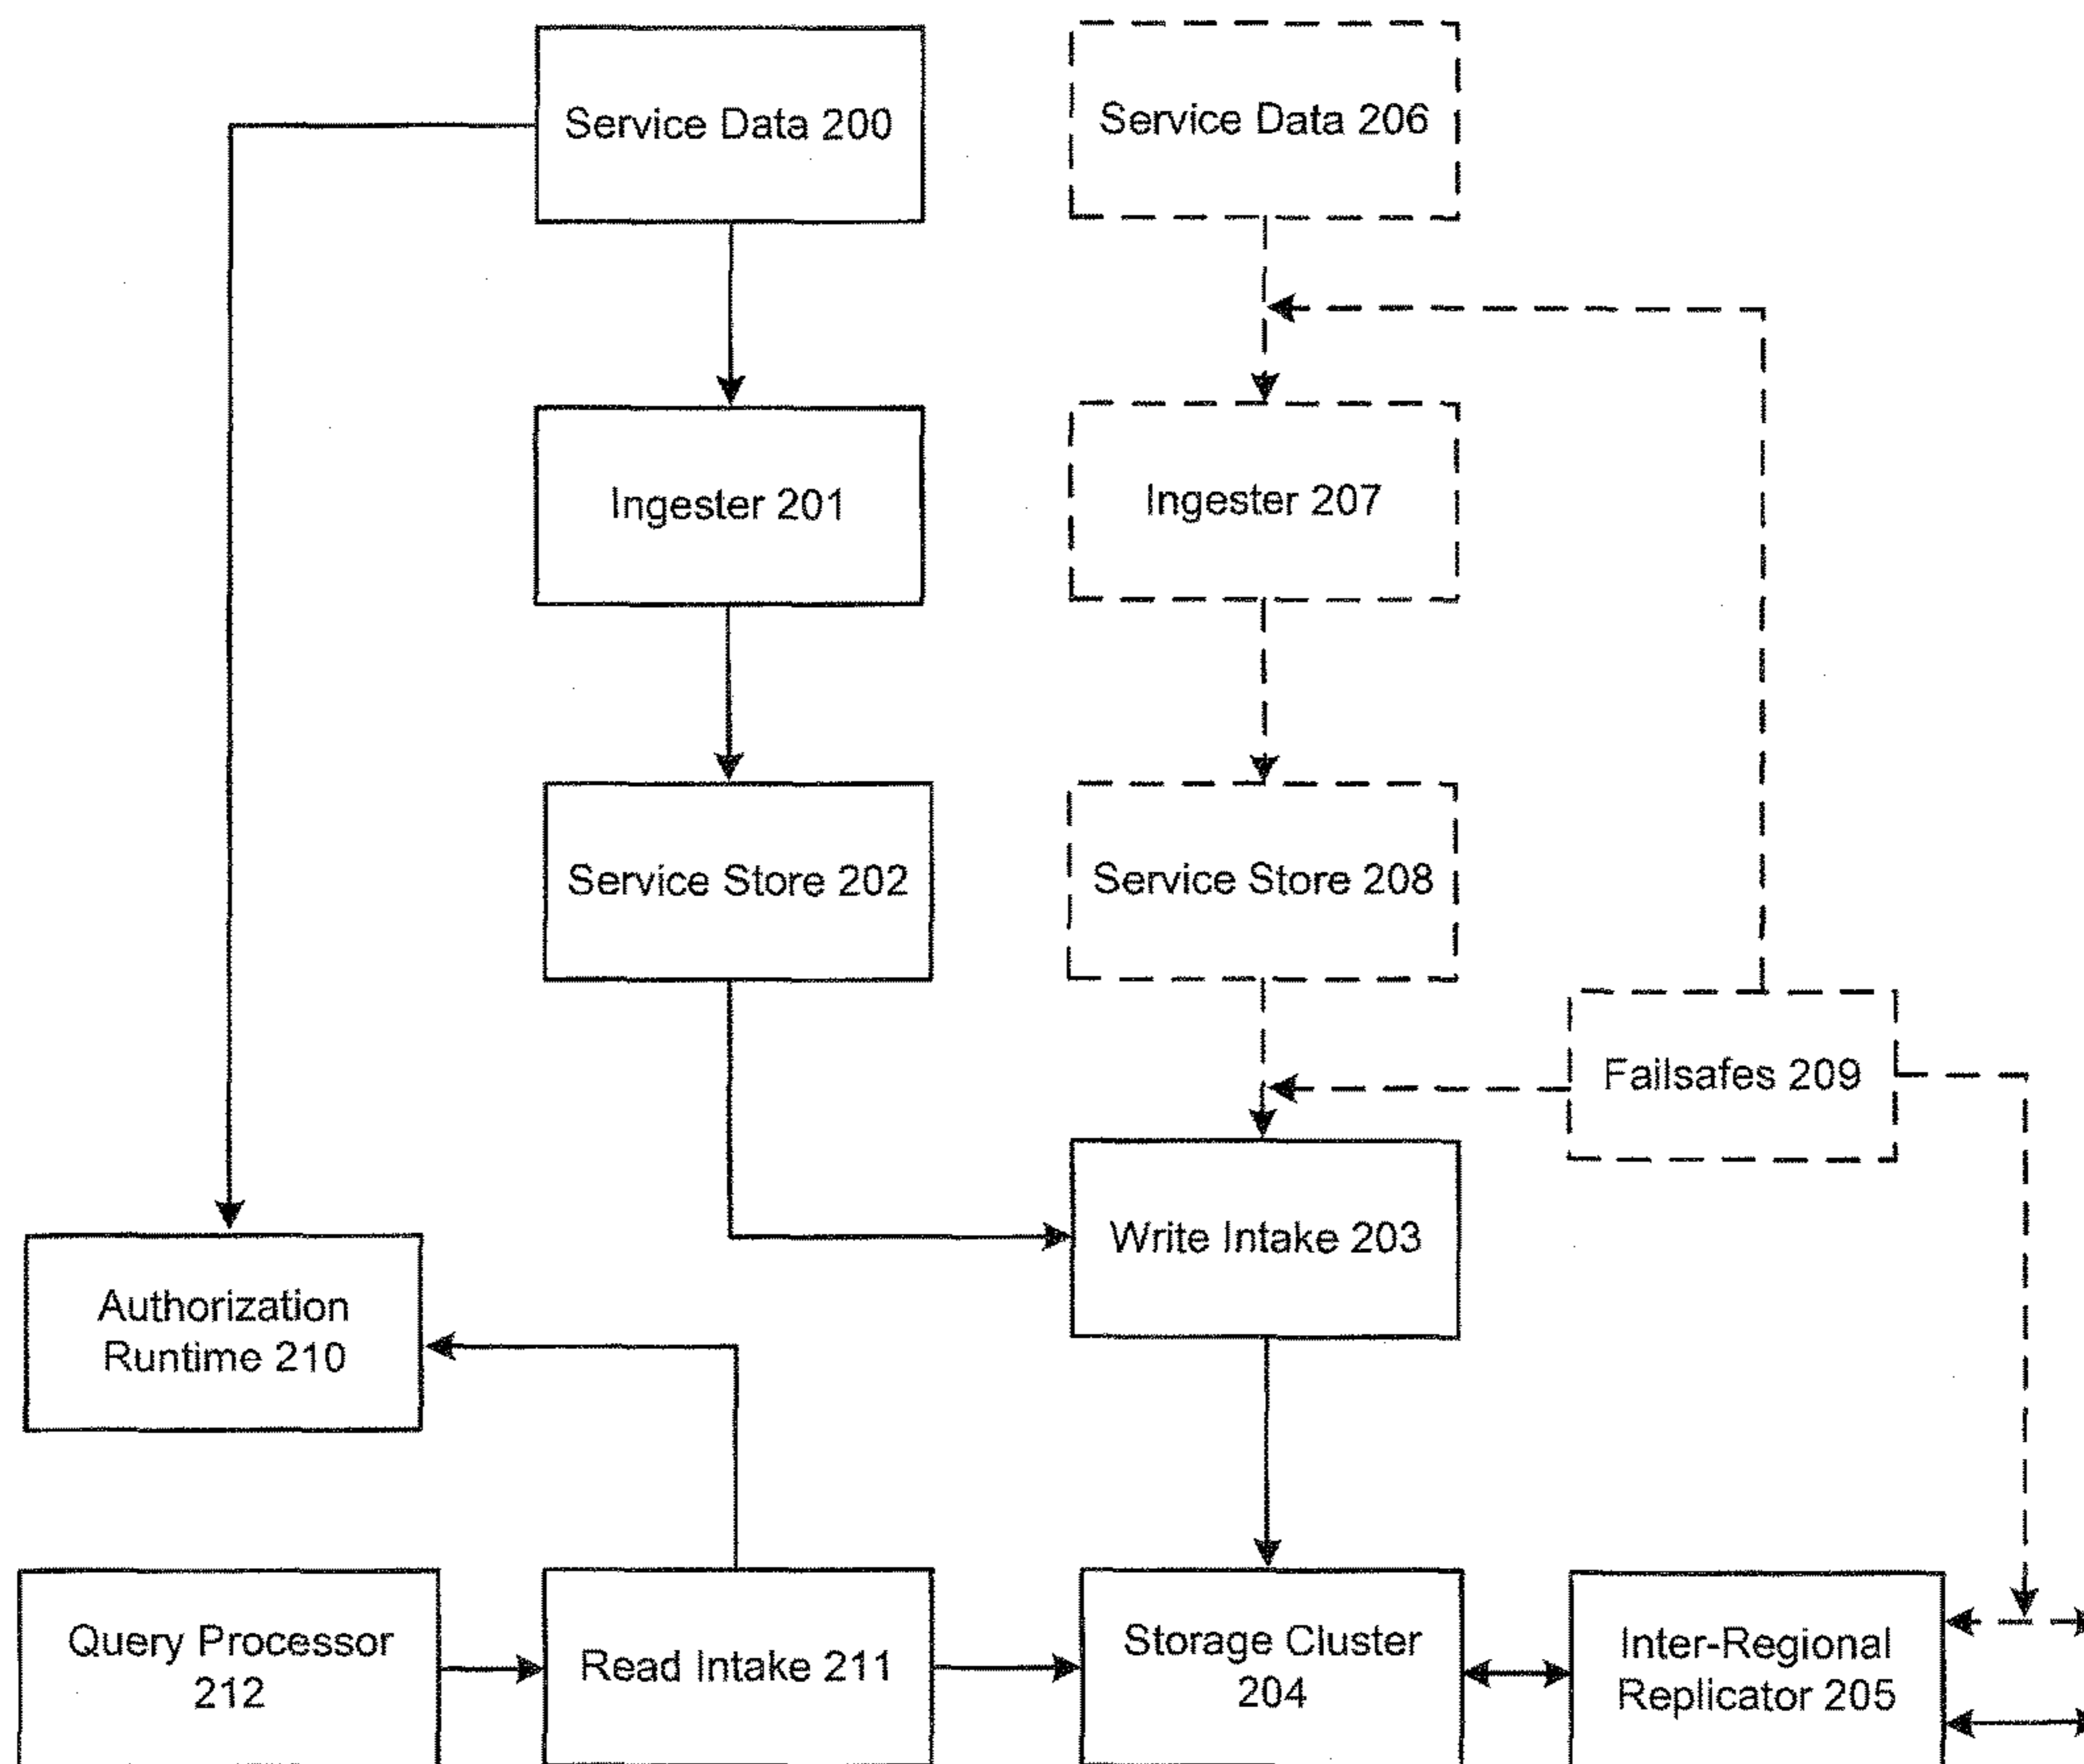 Service Data 200
Service Data 206
Ingester 201
Ingester 207
Service Store 202
Service Store 208
Failsafes 209
Write Intake 203
Authorization
Runtime 210
Query Processor
212
Read Intake 211
Storage Cluster
204
Inter-Regional
Replicator 205